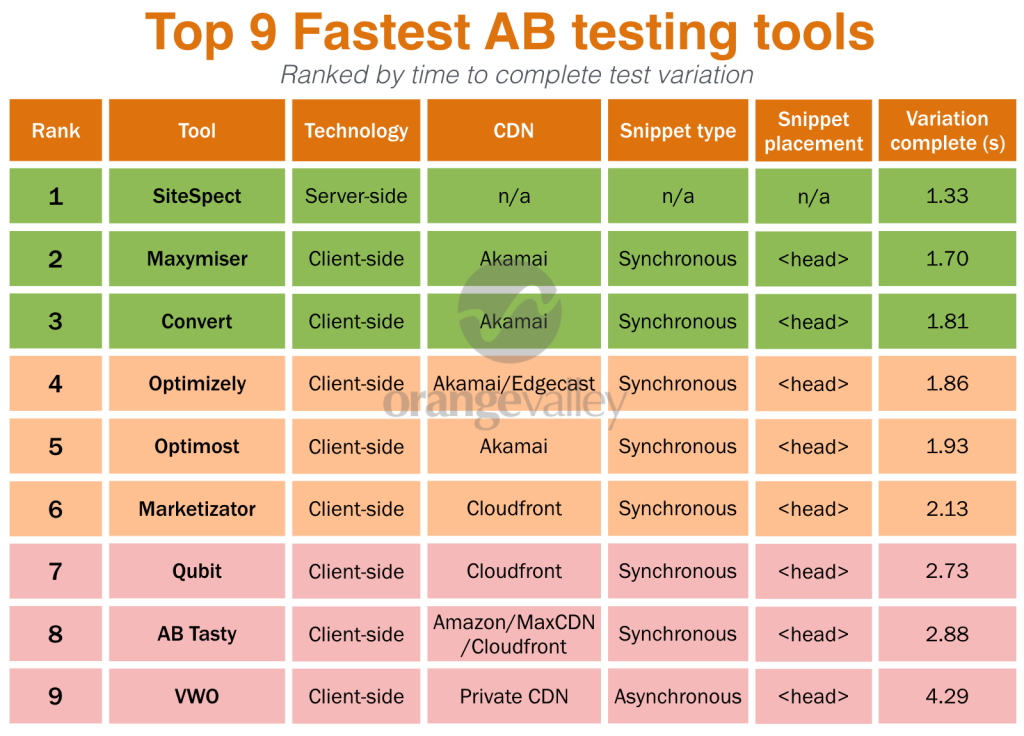 Top 9 Fastest AB testing tools
Ranked by time to complete test variation
Rank Tool Technology CDN Snippet type Snippet placement Variation complete (s)
1 SiteSpect Server-side n/a n/a n/a 1.33
2 Maxymiser Client-side Akamai Synchronous <head> 1.70
3 Convert Client-side Akamai Synchronous <head> 1.81
4 Optimizely Client-side Akamai/Edgecast Synchronous <head> 1.86
orangevalley
5 Optimost Client-side Akamai Synchronous <head> 1.93
6 Marketizator Client-side Cloudfront Synchronous <head> 2.13
7 Qubit Client-side Cloudfront Synchronous <head> 2.73
8 AB Tasty Client-side Amazon/MaxCDN /Cloudfront Synchronous <head> 2.88
9 VWO Client-side Private CDN Asynchronous <head> 4.29